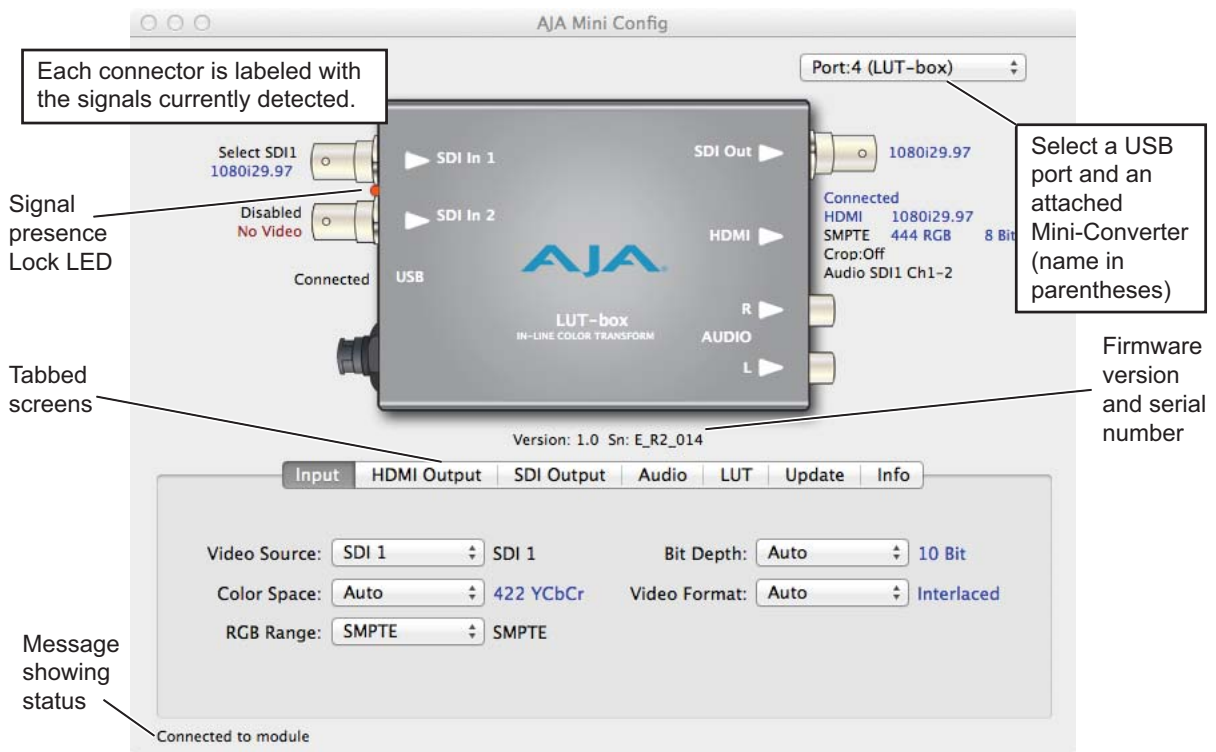 AJA Mini Config
Each connector is labeled with
the signals currently detected.
Port:4 (LUT-box)
Select a USB
port and an
attached
Mini-Converter
(name in
parentheses)
Select SDI1
1080i29.97
Signal
presence
Lock LED
Disabled
No Video
Connected
SDI In 1
SDI In 2
USB
SDI Out
HDMI
AJA
LUT-box
IN-LINE COLOR TRANSFORM
R
AUDIO
L
1080i29.97
Connected
HDMI 1080i29.97
SMPTE 444 RGB 8 Bit
Crop:Off
Audio SDI1 Ch1-2
Firmware
version
and serial
number
Tabbed
screens
Version: 1.0 Sn: E_R2_014
Input HDMI Output SDI Output Audio LUT Update Info
Video Source: SDI 1 SDI 1 Bit Depth: Auto 10 Bit
Color Space: Auto 422 YCbCr Video Format: Auto Interlaced
RGB Range: SMPTE SMPTE
Message
showing
status
Connected to module